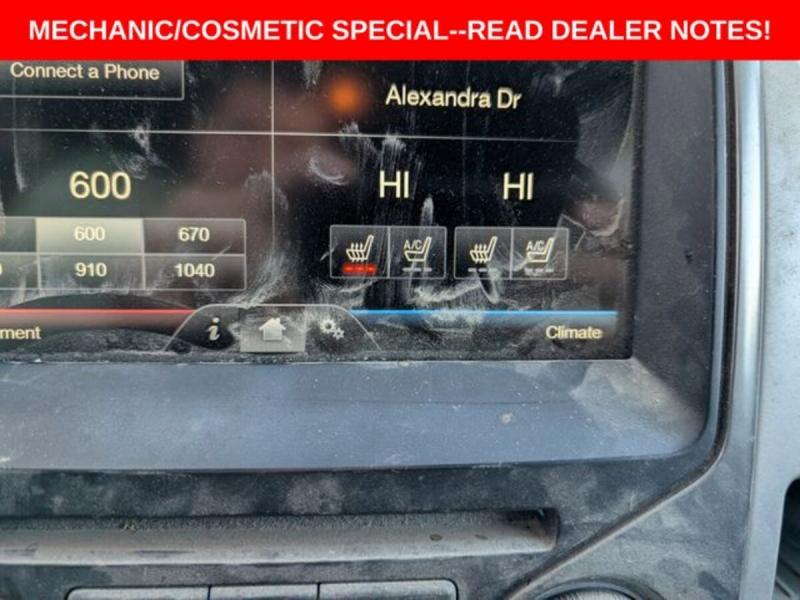 MECHANIC/COSMETIC SPECIAL--READ DEALER NOTES!
Connect a Phone
Alexandra Dr
600
HI HI
600 670
0 910 1040
A/C A/C
ment
i
Climate